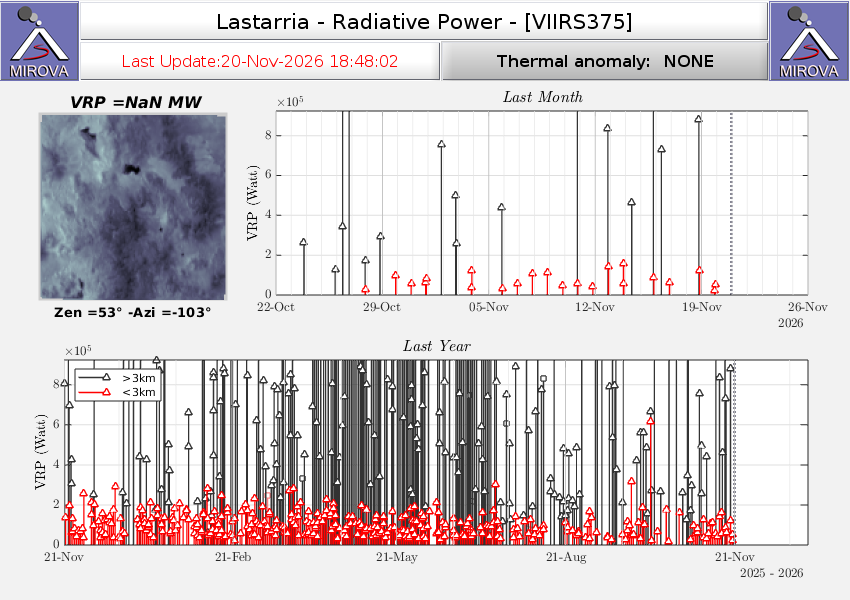 Lastarria - Radiative Power - [VIIRS375]
MIROVA
Last Update:20-Nov-2026 18:48:02
Thermal anomaly: NONE
MIROVA
VRP =NaN MW
Zen =53° -Azi =-103°
Last Month
×10⁵
VRP (Watt)
8
6
4
2
0
22-Oct 29-Oct 05-Nov 12-Nov 19-Nov 26-Nov
2026
Last Year
×10⁵
VRP (Watt)
8
6
4
2
0
>3km
<3km
21-Nov 21-Feb 21-May 21-Aug 21-Nov
2025 - 2026